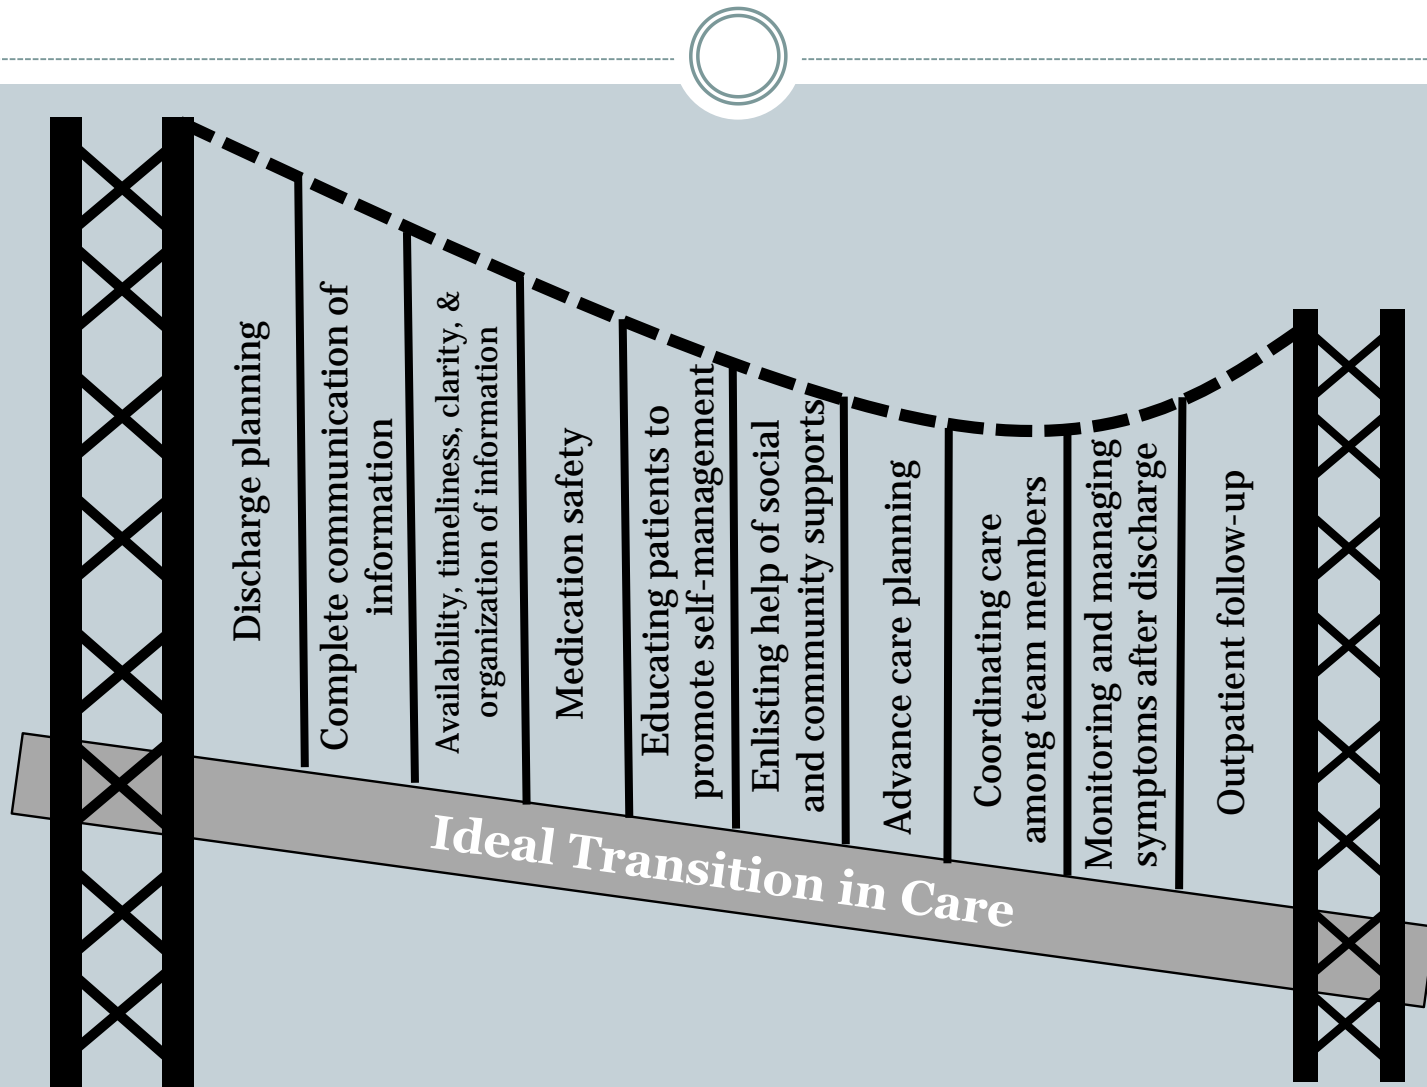 Discharge planning
Complete communication of
information
Availability, timeliness, clarity, &
organization of information
Medication safety
Educating patients to
promote self-management
Enlisting help of social
and community supports
Advance care planning
Coordinating care
among team members
Monitoring and managing
symptoms after discharge
Outpatient follow-up
Ideal Transition in Care